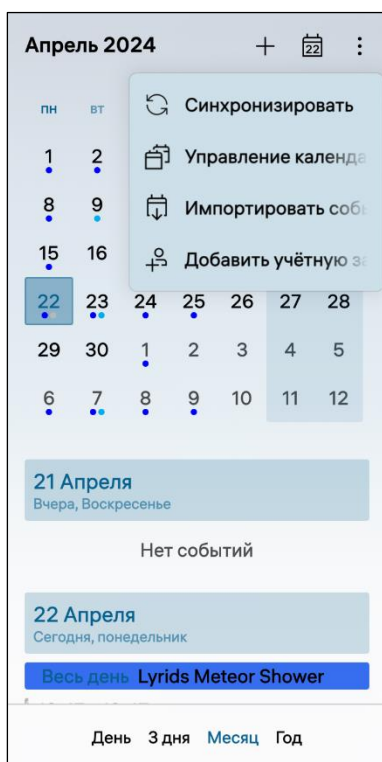 Апрель 2024
22
пн вт
Синхронизировать
Управление календа
Импортировать соб
Добавить учётную за
1 2
8 9
15 16
22 23 24 25 26 27 28
29 30 1 2 3 4 5
6 7 8 9 10 11 12
21 Апреля
Вчера, Воскресенье
Нет событий
22 Апреля
Сегодня, понедельник
Весь день Lyrids Meteor Shower
День 3 дня Месяц Год